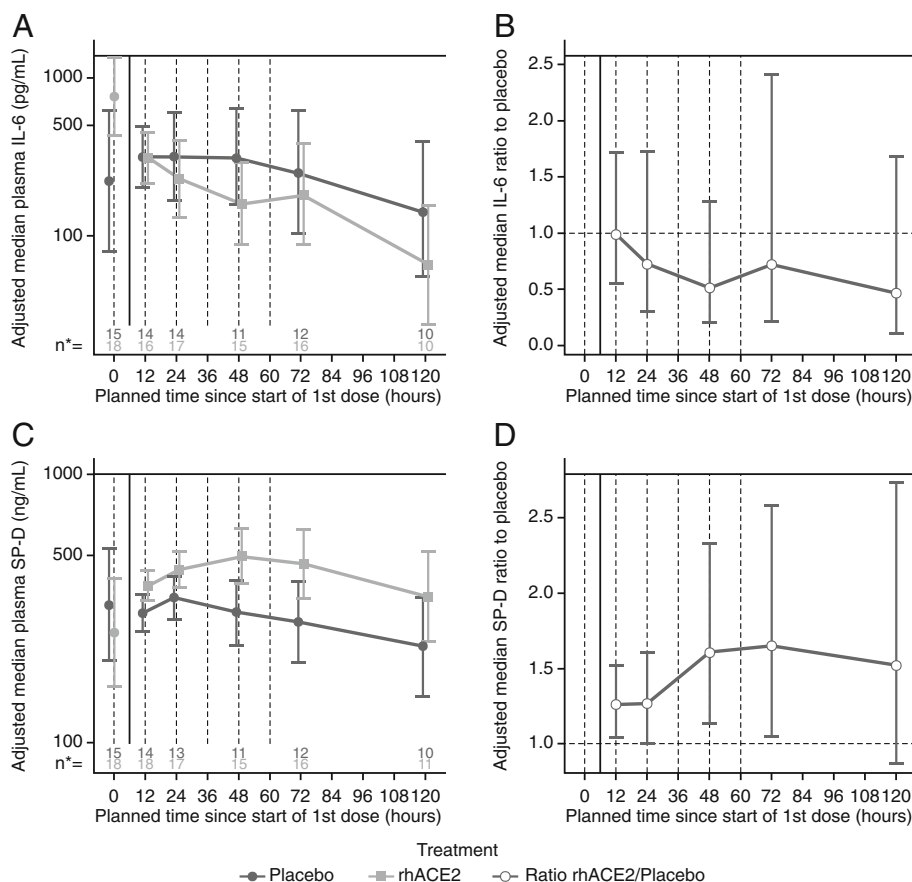 A
Adjusted median plasma IL-6 (pg/mL)
1000
500
100
15 14 14 11 12 10
n*= 18 16 17 15 16 10
0 12 24 36 48 60 72 84 96 108 120
Planned time since start of 1st dose (hours)
B
Adjusted median IL-6 ratio to placebo
2.5
2.0
1.5
1.0
0.5
0.0
0 12 24 36 48 60 72 84 96 108 120
Planned time since start of 1st dose (hours)
C
Adjusted median plasma SP-D (ng/mL)
1000
500
100
15 14 13 11 12 10
n*= 18 18 17 15 16 11
0 12 24 36 48 60 72 84 96 108 120
Planned time since start of 1st dose (hours)
D
Adjusted median SP-D ratio to placebo
2.5
2.0
1.5
1.0
0 12 24 36 48 60 72 84 96 108 120
Planned time since start of 1st dose (hours)
Treatment
Placebo rhACE2 Ratio rhACE2/Placebo